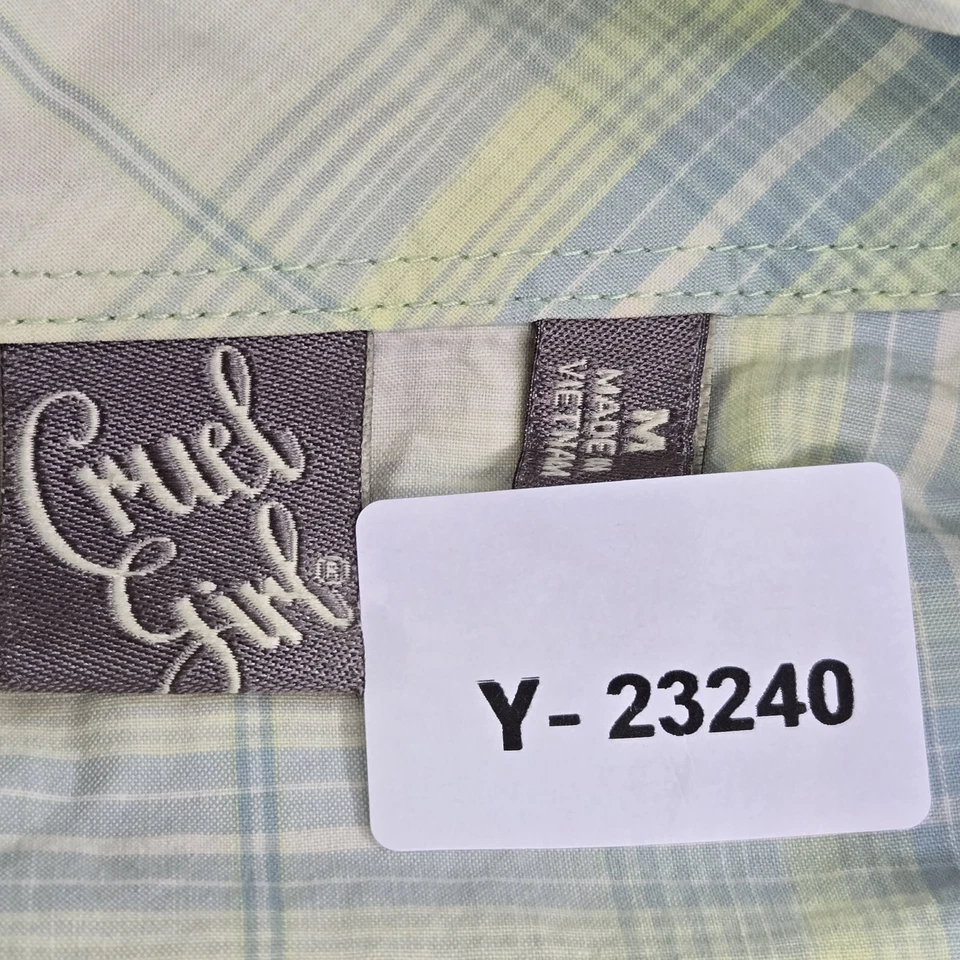 Cruel
Girl®
M
MADE IN
VIETNAM
Y- 23240